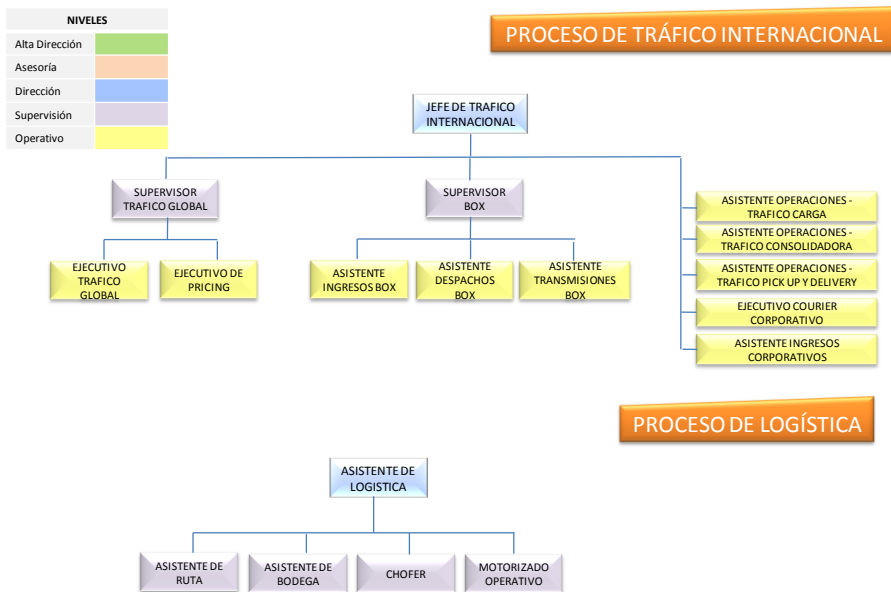 NIVELES
Alta Dirección
Asesoría
Dirección
Supervisión
Operativo
PROCESO DE TRÁFICO INTERNACIONAL
JEFE DE TRAFICO
INTERNACIONAL
SUPERVISOR
TRAFICO GLOBAL
SUPERVISOR
BOX
EJECUTIVO
TRAFICO
GLOBAL
EJECUTIVO DE
PRICING
ASISTENTE
INGRESOS BOX
ASISTENTE
DESPACHOS
BOX
ASISTENTE
TRANSMISIONES
BOX
ASISTENTE OPERACIONES -
TRAFICO CARGA
ASISTENTE OPERACIONES -
TRAFICO CONSOLIDADORA
ASISTENTE OPERACIONES -
TRAFICO PICK UP Y DELIVERY
EJECUTIVO COURIER
CORPORATIVO
ASISTENTE INGRESOS
CORPORATIVOS
PROCESO DE LOGÍSTICA
ASISTENTE DE
LOGISTICA
ASISTENTE DE
RUTA
ASISTENTE DE
BODEGA
CHOFER
MOTORIZADO
OPERATIVO